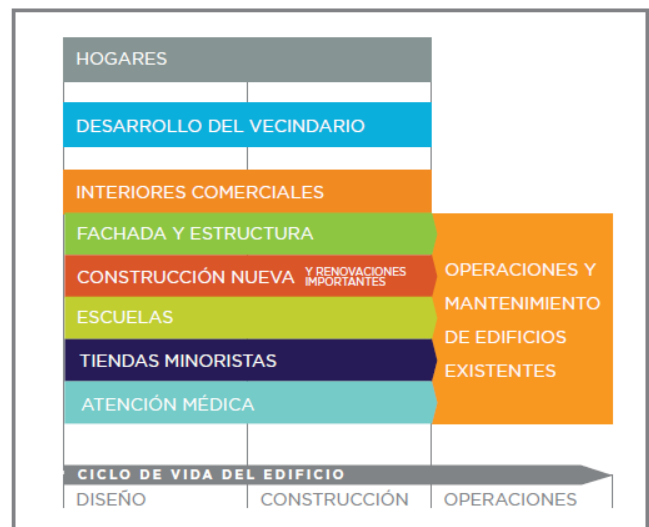 HOGARES
DESARROLLO DEL VECINDARIO
INTERIORES COMERCIALES
FACHADA Y ESTRUCTURA
CONSTRUCCIÓN NUEVA Y RENOVACIONES
IMPORTANTES
ESCUELAS
TIENDAS MINORISTAS
ATENCIÓN MÉDICA
OPERACIONES Y
MANTENIMIENTO
DE EDIFICIOS
EXISTENTES
CICLO DE VIDA DEL EDIFICIO
DISEÑO
CONSTRUCCIÓN
OPERACIONES